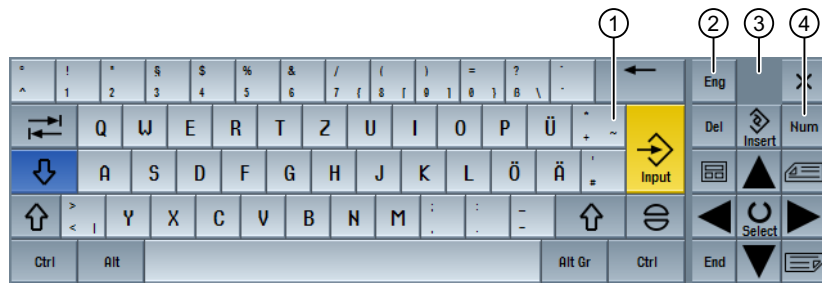 1 2 3 4
° ! " § $ % & / ( ) = ? ` Eng
^ 1 2 3 4 5 6 7 { 8 [ 9 ] 0 } ß \ ´
Q W E R T Z U I O P Ü * + ~ Del Insert Num
A S D F G H J K L Ö Ä ' # Input
> < | Y X C V B N M ; , : . _ - Select
Ctrl Alt Alt Gr Ctrl End